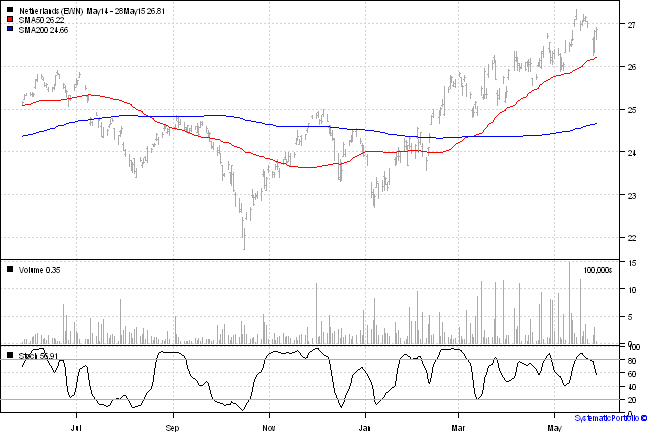 Netherlands (EWN) May14 - 28May15 26.81
SMA50 26.22
SMA200 24.66
27
26
25
24
23
22
Volume 0.35
100,000s
15
10
5
0
Stoch 56.91
100
80
60
40
20
0
Jul Sep Nov Jan Mar May
SystematicPortfolio ©